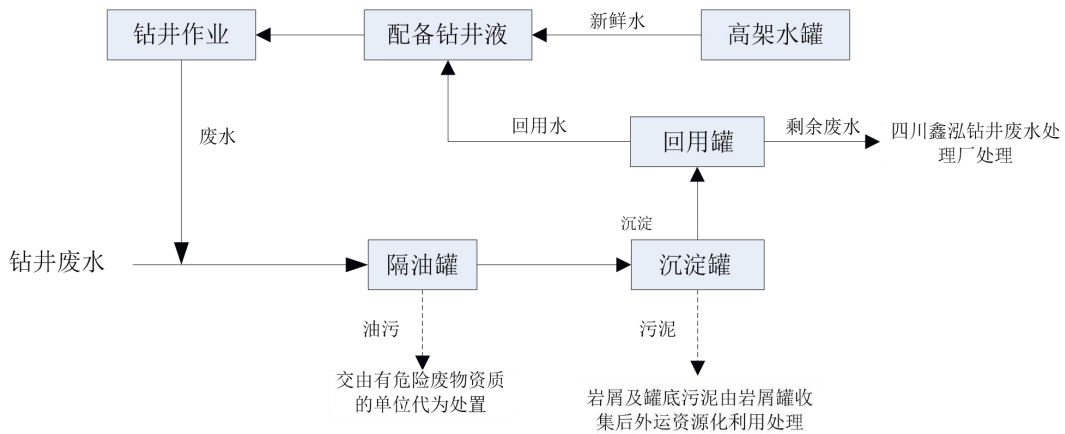 钻井作业
配备钻井液
新鲜水
高架水罐
废水
回用水
回用罐
剩余废水
四川鑫泓钻井废水处
理厂处理
沉淀
钻井废水
隔油罐
沉淀罐
油污
污泥
交由有危险废物资质
的单位代为处置
岩屑及罐底污泥由岩屑罐收
集后外运资源化利用处理